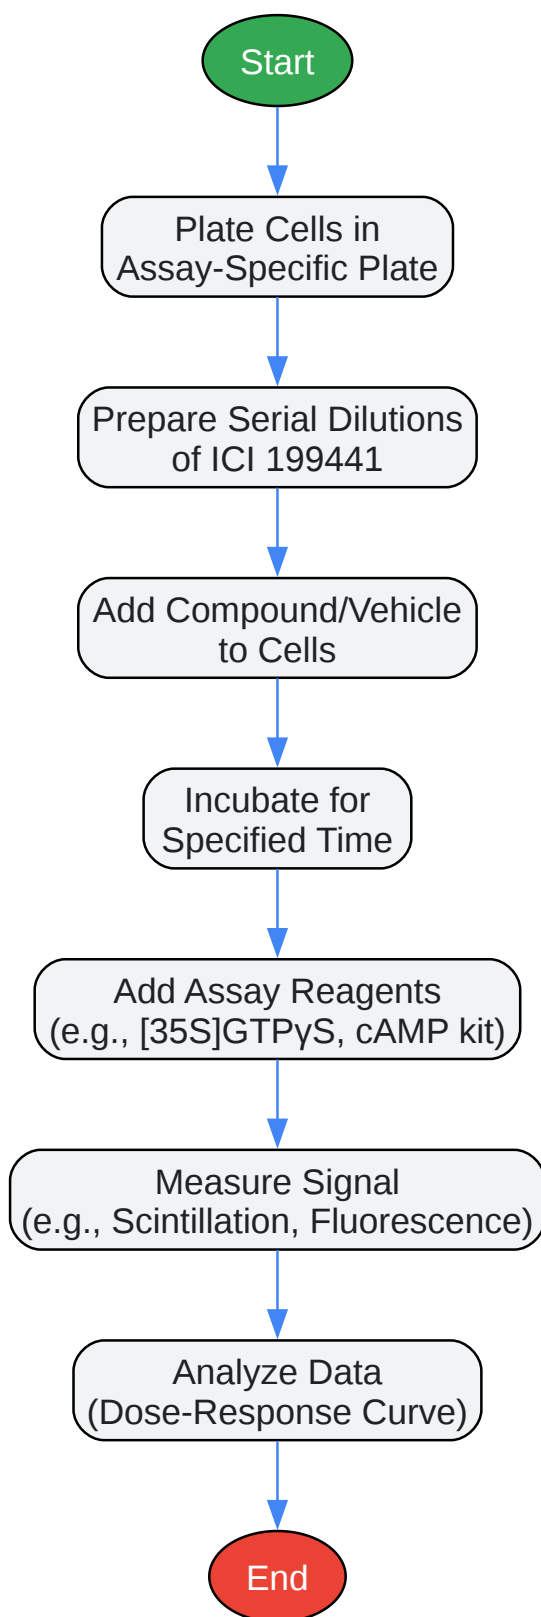 Start
Plate Cells in
Assay-Specific Plate
Prepare Serial Dilutions
of ICI 199441
Add Compound/Vehicle
to Cells
Incubate for
Specified Time
Add Assay Reagents
(e.g., [35S]GTPγS, cAMP kit)
Measure Signal
(e.g., Scintillation, Fluorescence)
Analyze Data
(Dose-Response Curve)
End